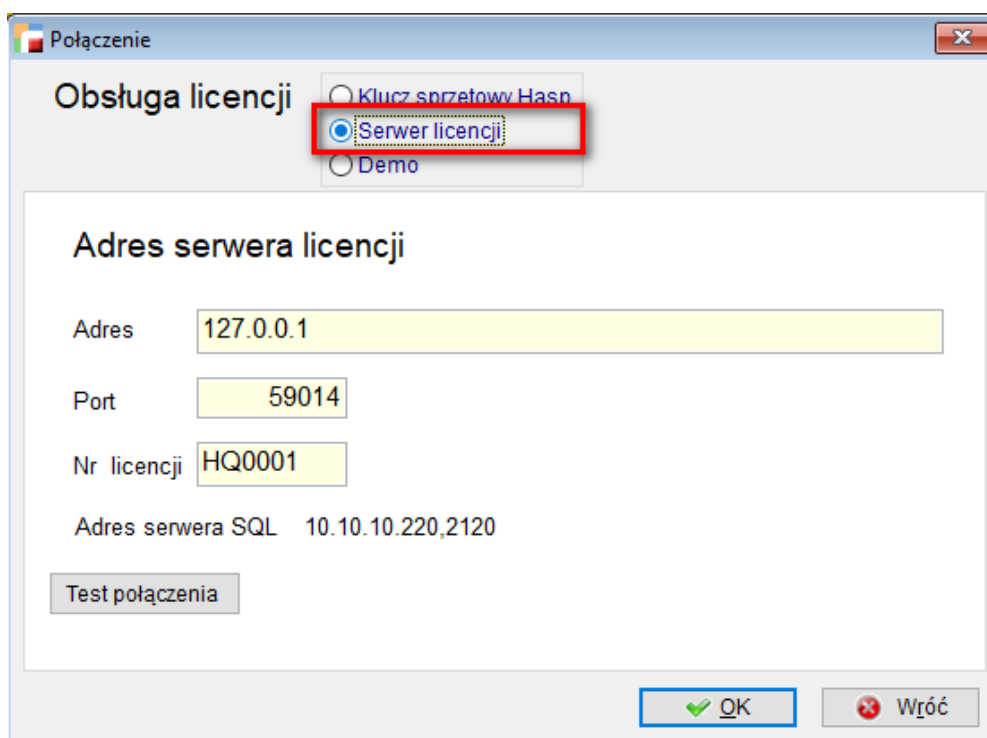 Połączenie
Obsługa licencji
Klucz sprzętowy Hasp
Serwer licencji
Demo
Adres serwera licencji
Adres 127.0.0.1
Port 59014
Nr licencji HQ0001
Adres serwera SQL 10.10.10.220,2120
Test połączenia
OK Wróć